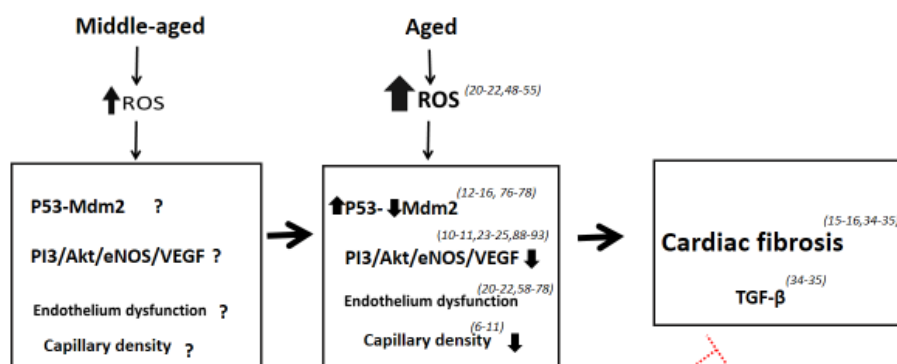 Middle-aged
ROS
P53-Mdm2 ?
PI3/Akt/eNOS/VEGF ?
Endothelium dysfunction ?
Capillary density ?
Aged
ROS (20-22,48-55)
P53- Mdm2 (12-16, 76-78)
PI3/Akt/eNOS/VEGF (10-11,23-25,88-93)
Endothelium dysfunction (20-22,58-78)
Capillary density (6-11)
Cardiac fibrosis (15-16,34-35)
TGF-β (34-35)